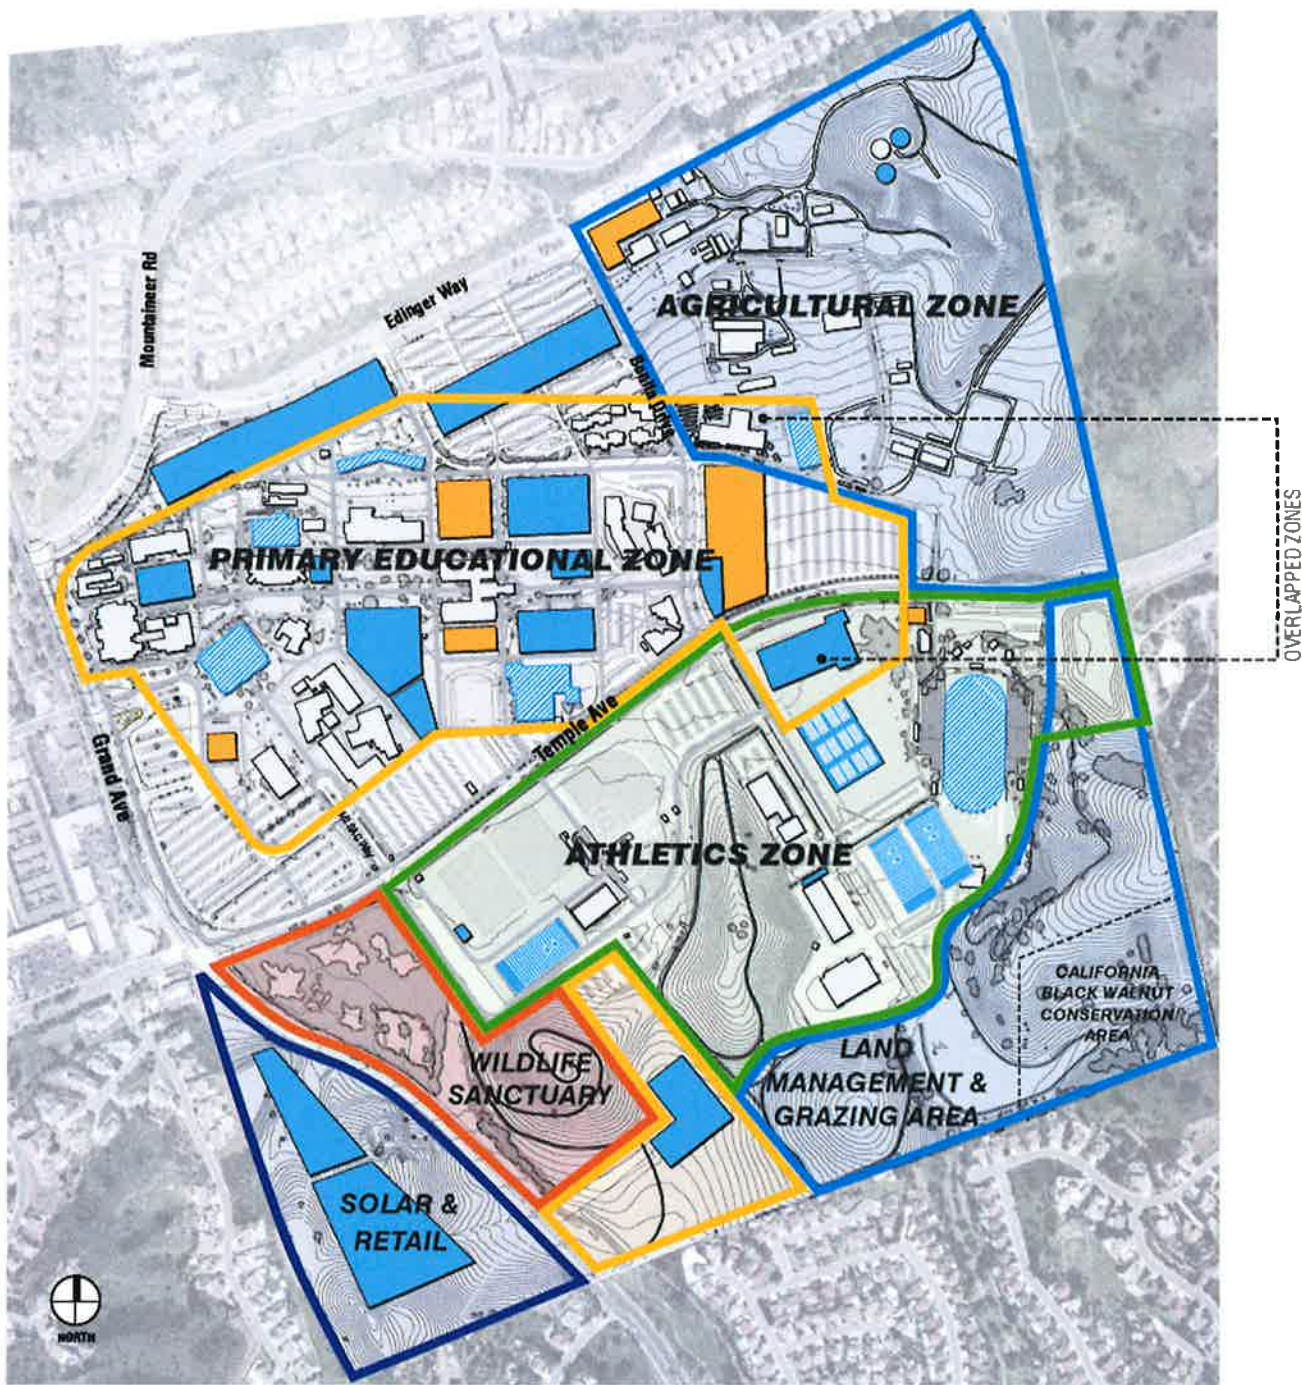 Mountaineer Rd
Edinger Way
AGRICULTURAL ZONE
Bonita Drive
OVERLAPPED ZONES
PRIMARY EDUCATIONAL ZONE
Temple Ave
Grand Ave
ATHLETICS ZONE
CALIFORNIA
BLACK WALNUT
CONSERVATION
AREA
WILDLIFE
SANCTUARY
LAND
MANAGEMENT &
GRAZING AREA
SOLAR &
RETAIL
NORTH